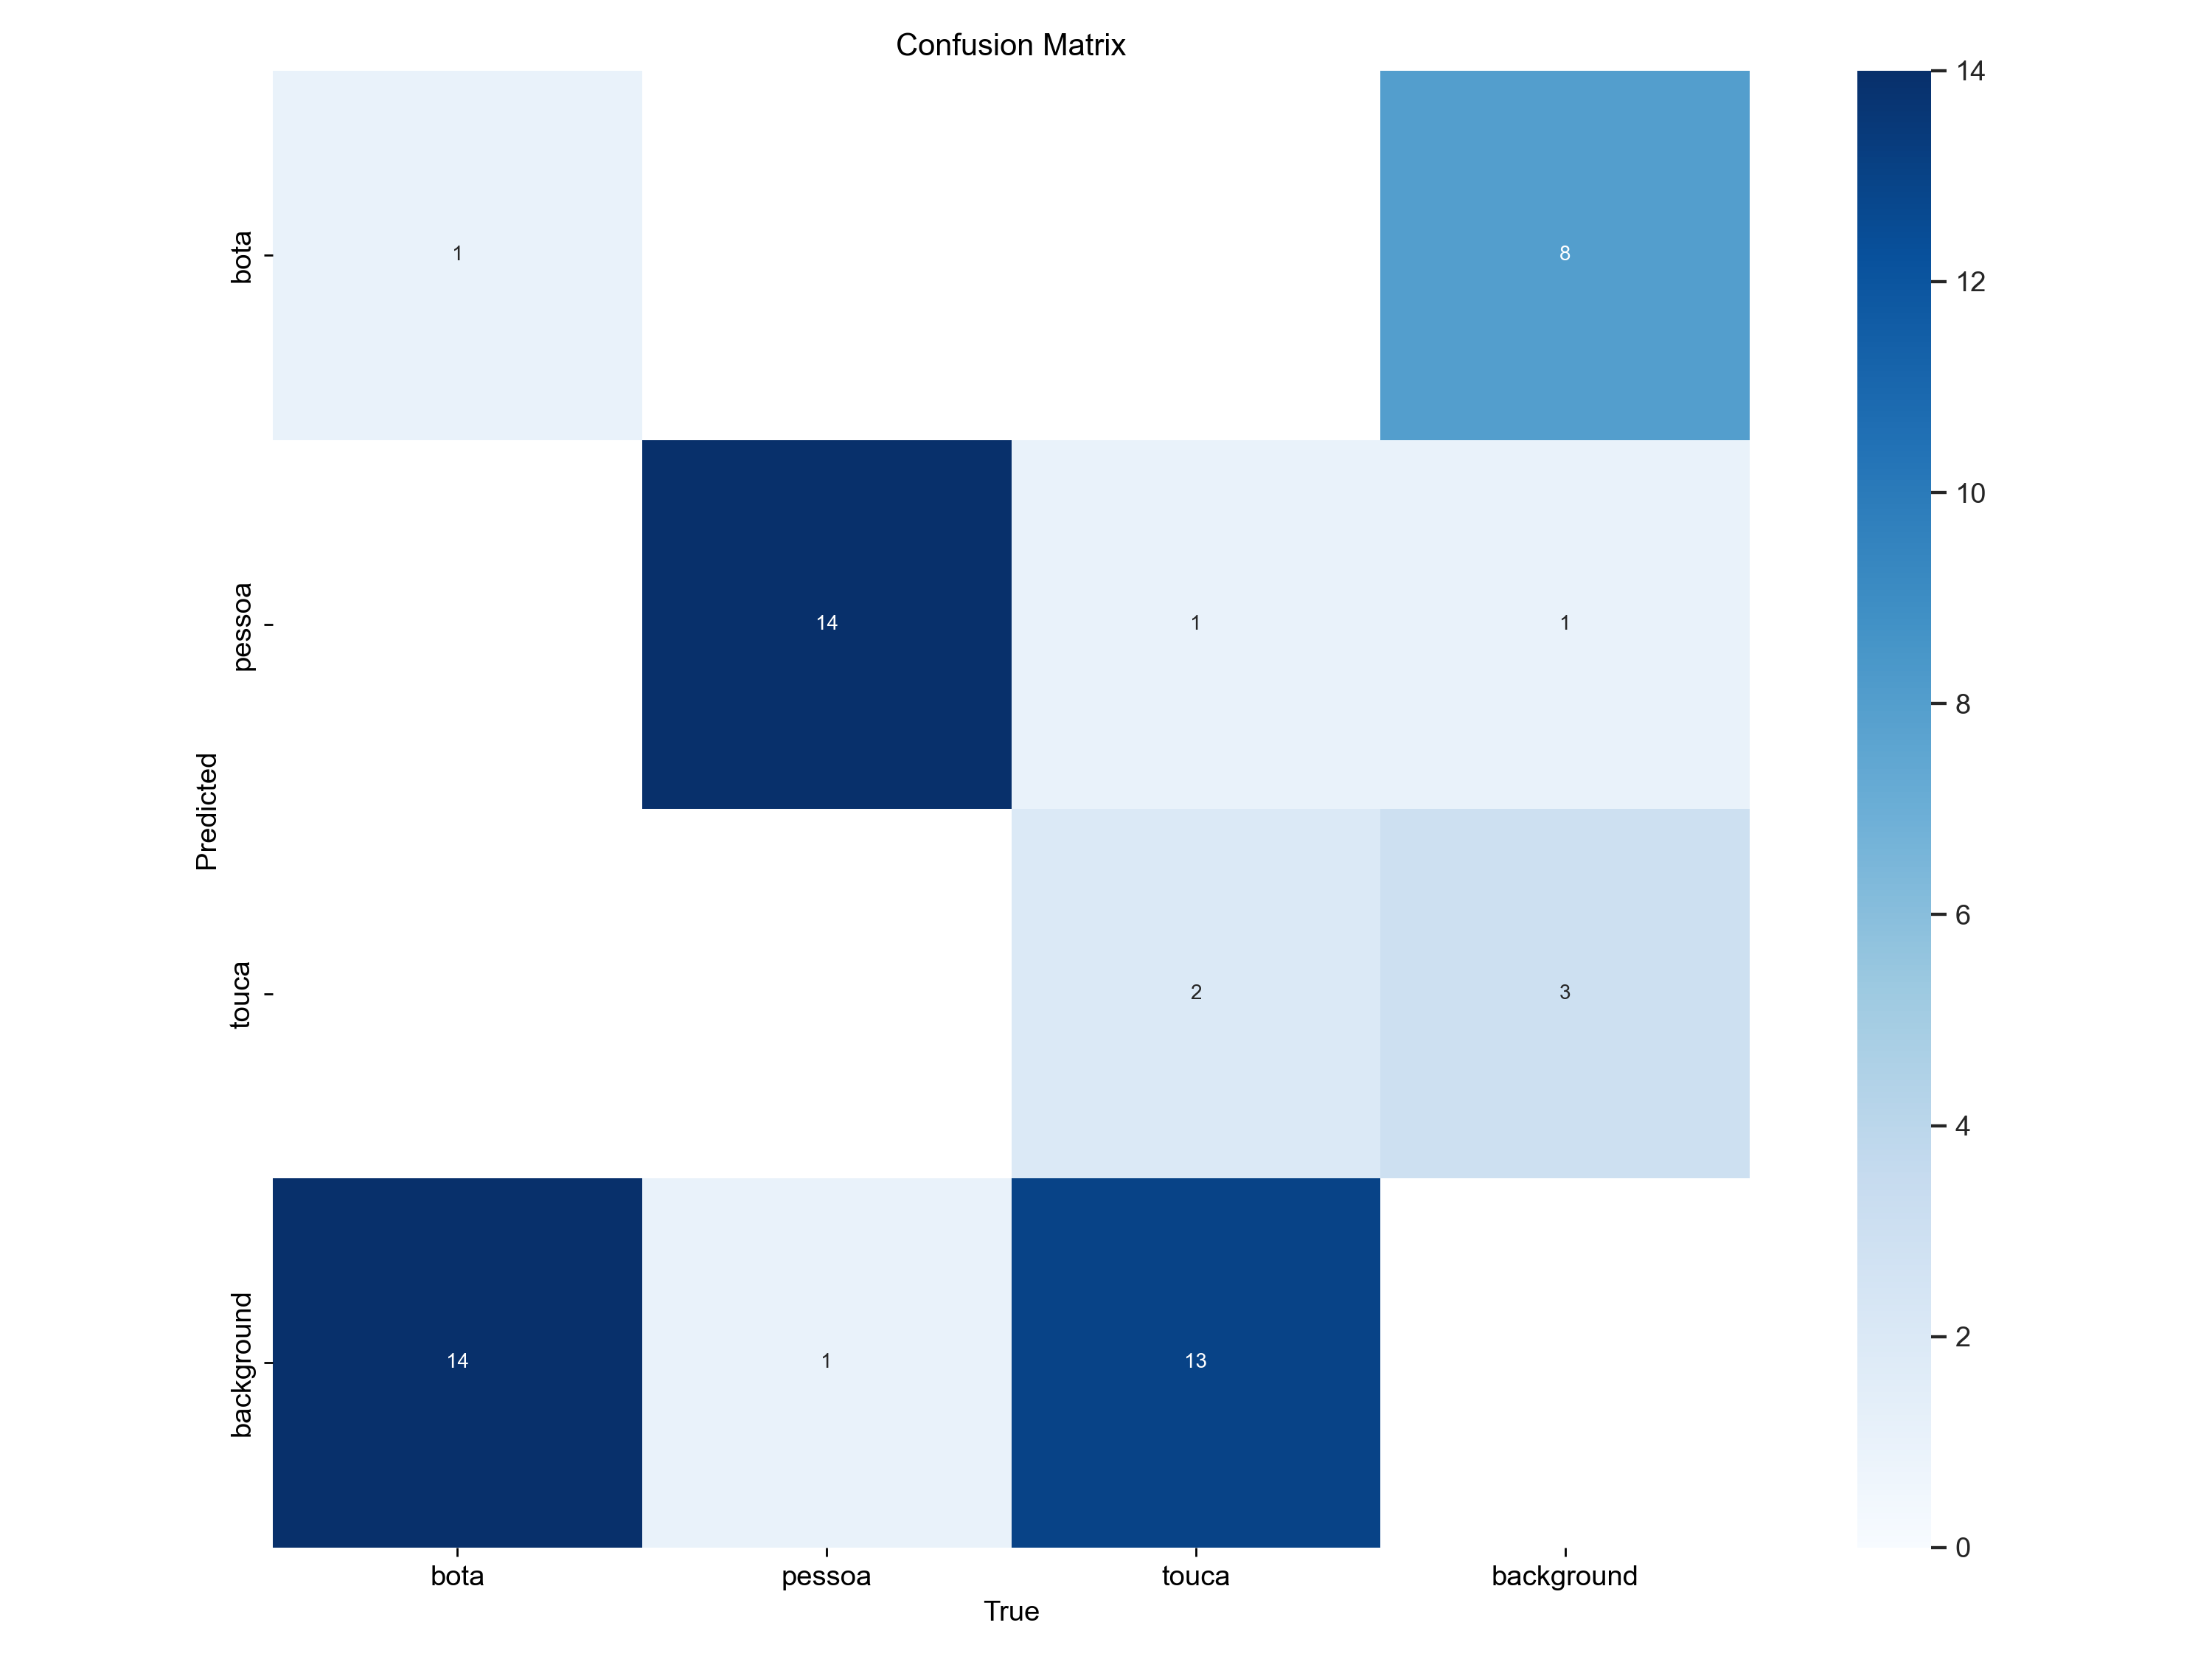 Confusion Matrix
bota
pessoa
touca
background
Predicted
1
8
14
1
1
2
3
14
1
13
bota
pessoa
touca
background
True
14
12
10
8
6
4
2
0